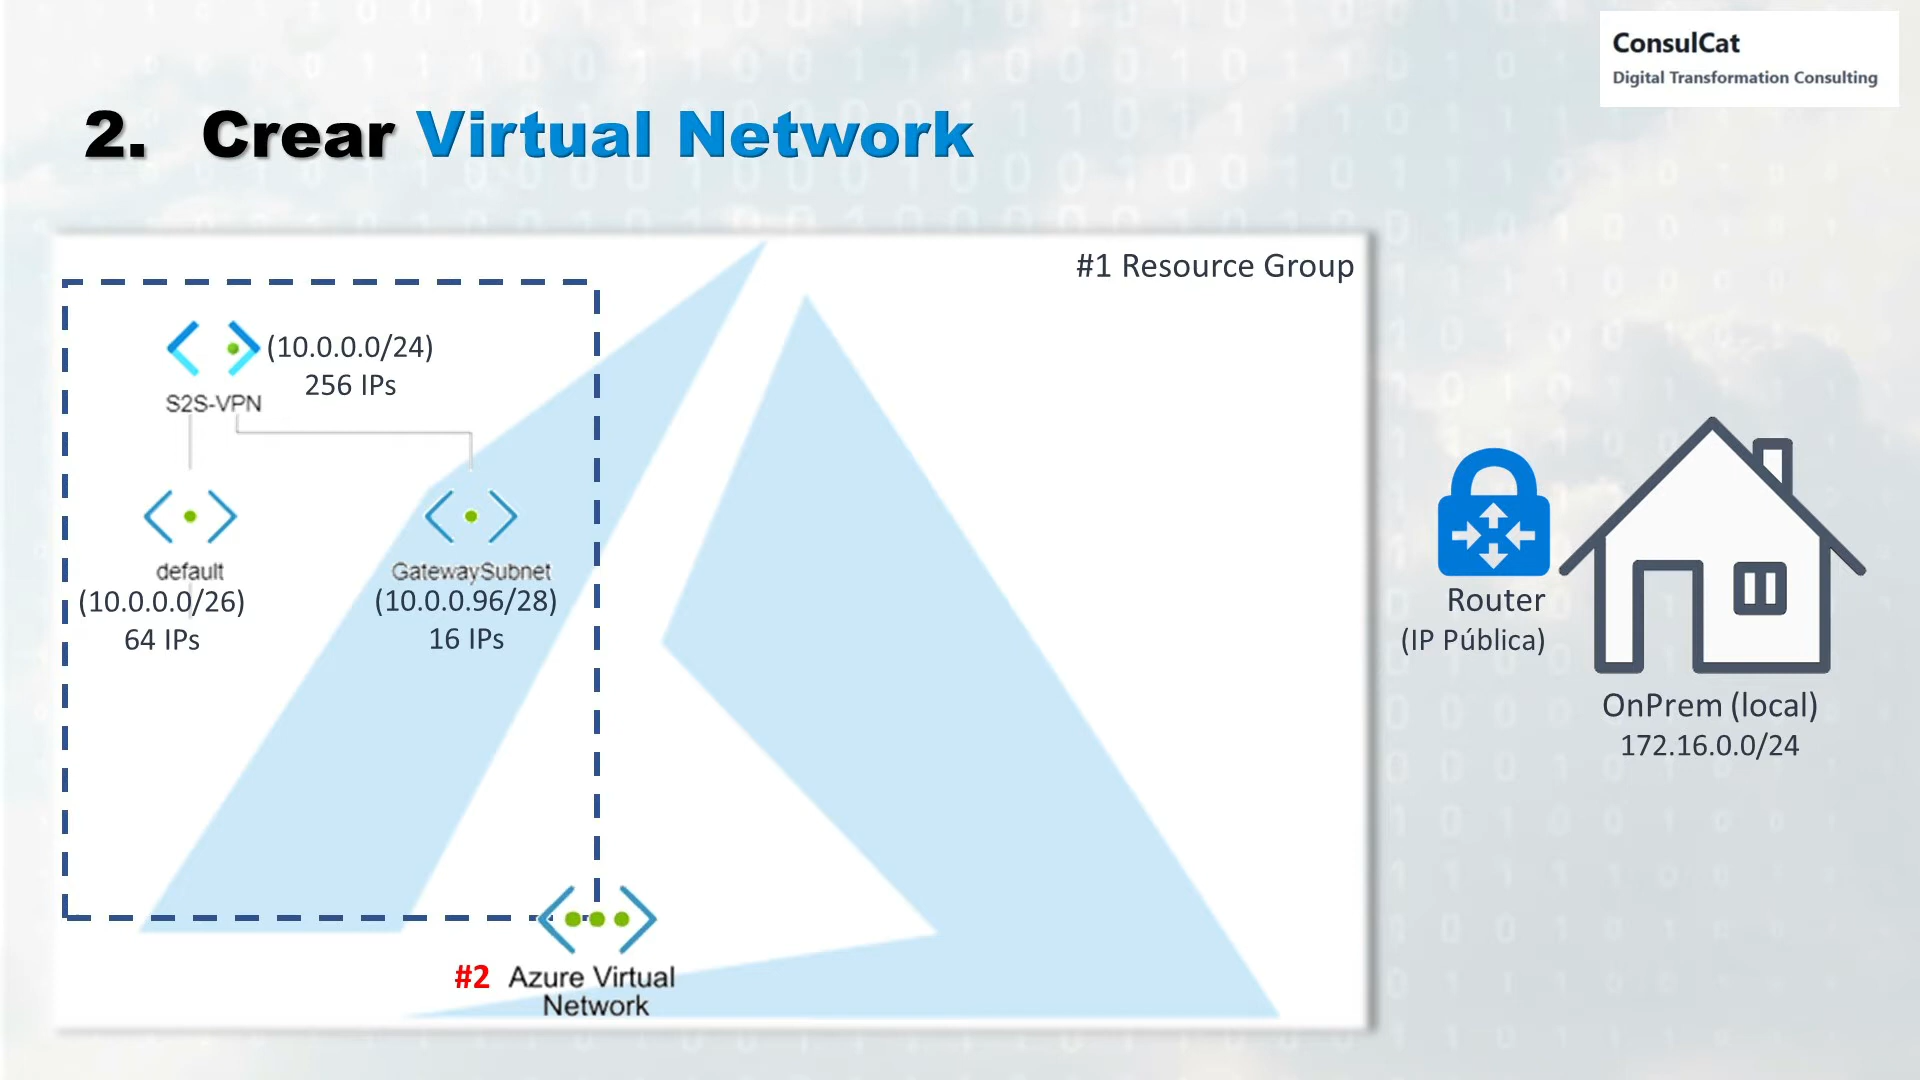 ConsulCat
Digital Transformation Consulting
2. Crear Virtual Network
#1 Resource Group
(10.0.0.0/24)
256 IPs
S2S-VPN
default
(10.0.0.0/26)
64 IPs
GatewaySubnet
(10.0.0.96/28)
16 IPs
Router
(IP Pública)
OnPrem (local)
172.16.0.0/24
#2 Azure Virtual
Network